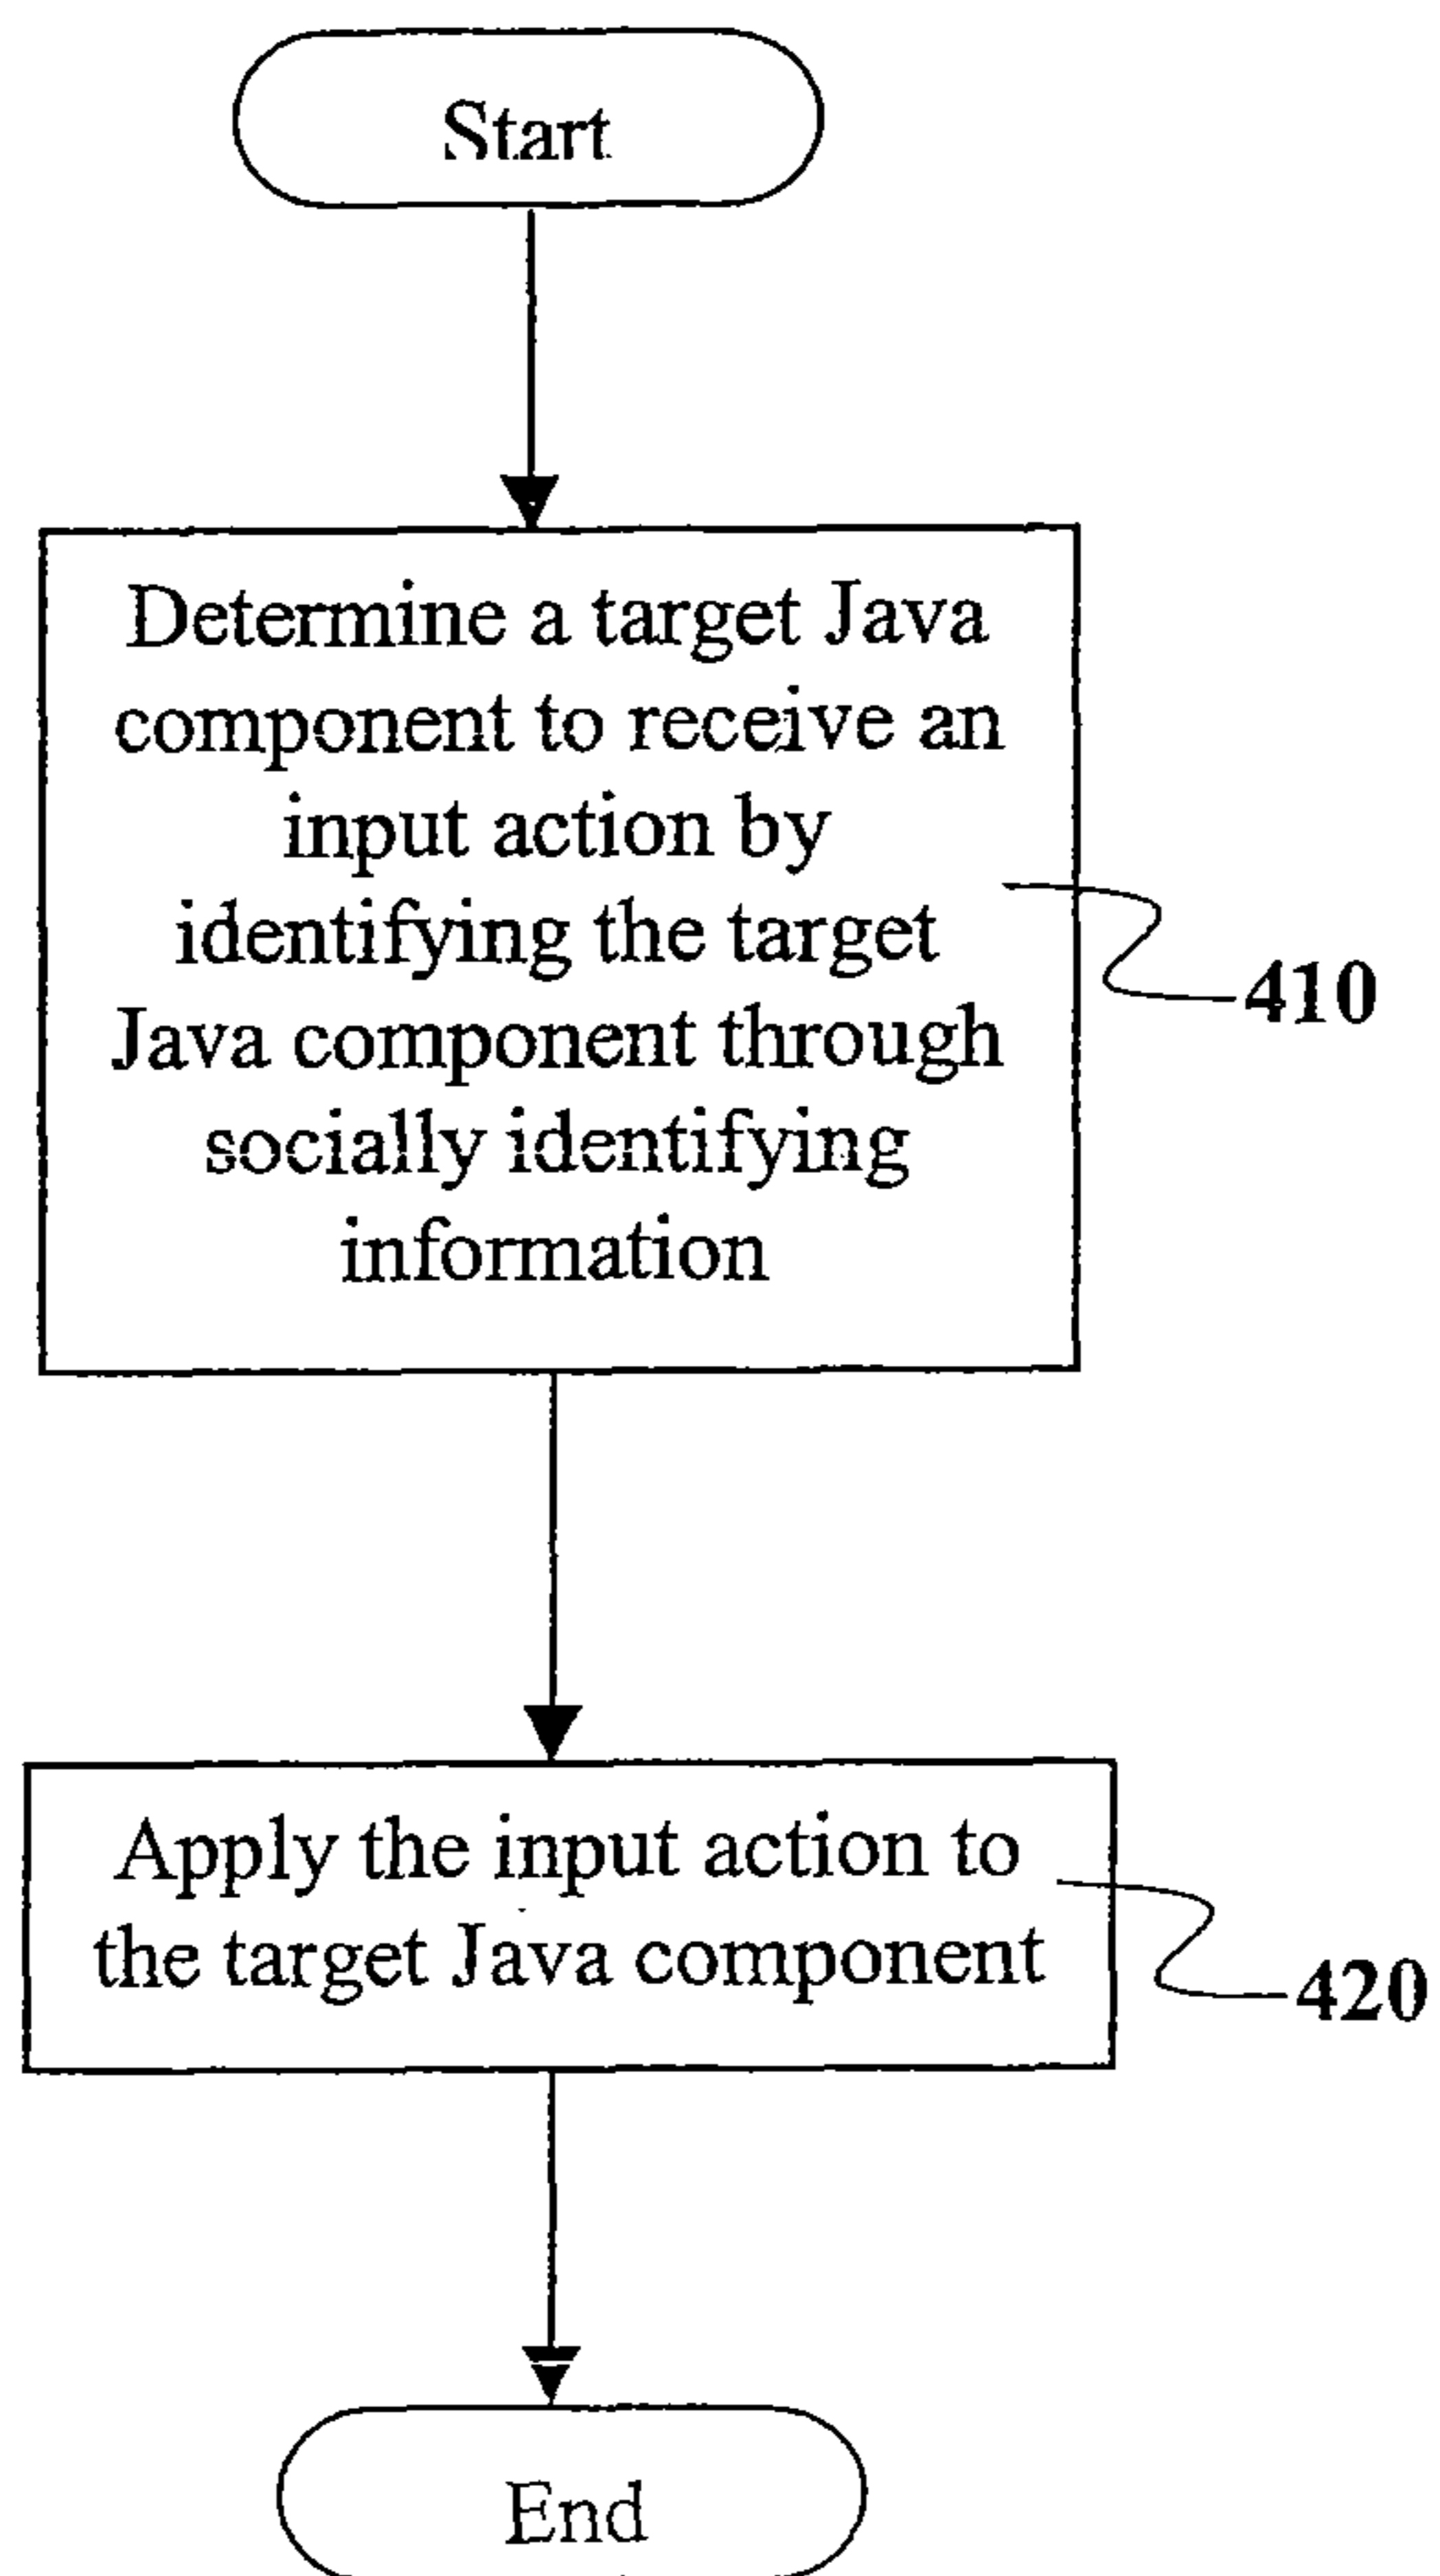 Start
Determine a target Java
component to receive an
input action by
identifying the target
Java component through
socially identifying
information
410
Apply the input action to
the target Java component
420
End